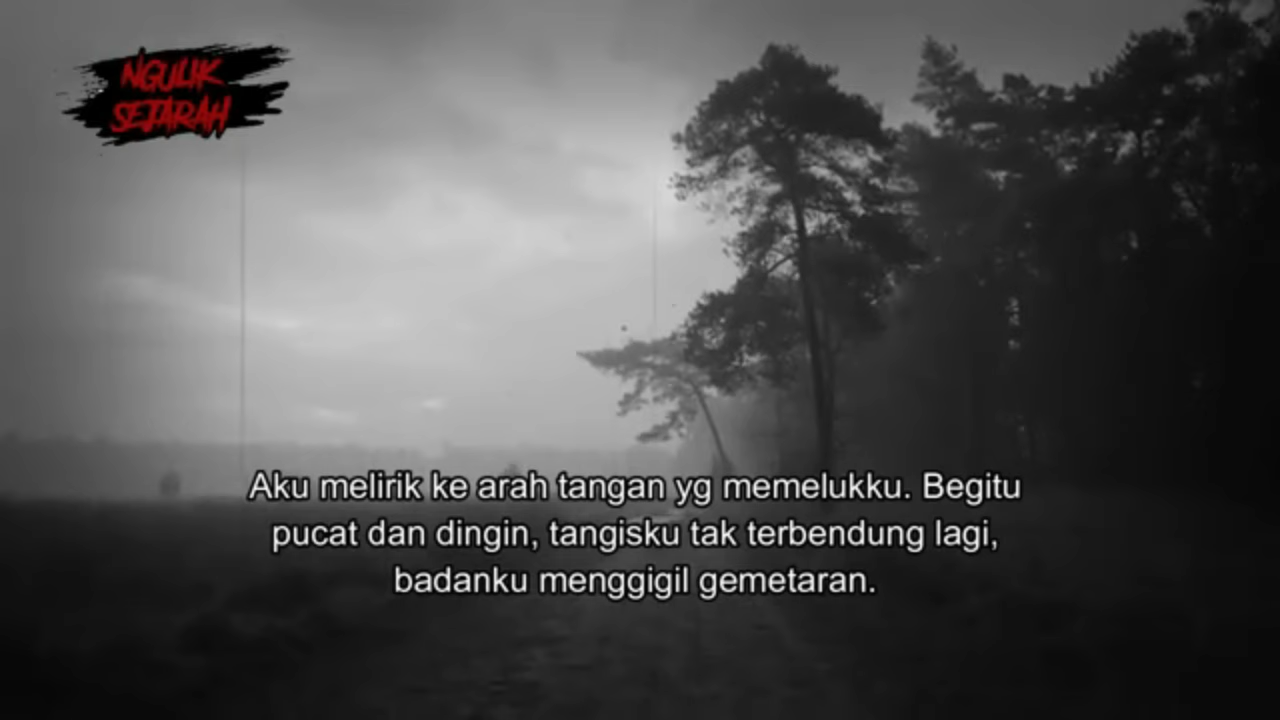 NGULIK
SEJARAH
Aku melirik ke arah tangan yg memelukku. Begitu
pucat dan dingin, tangisku tak terbendung lagi,
badanku menggigil gemetaran.